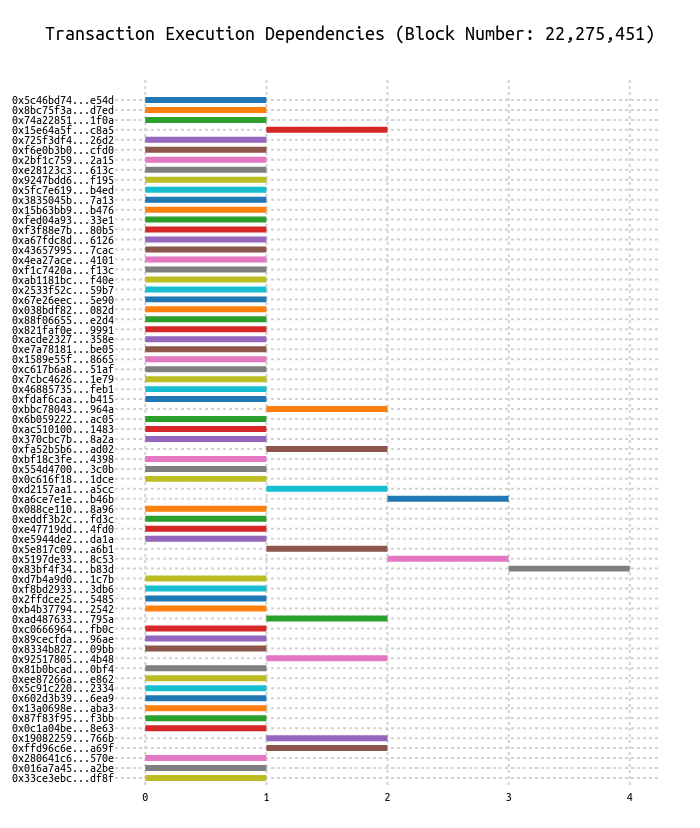 Transaction Execution Dependencies (Block Number: 22,275,451)
0x5c46bd74...e54d
0x8bc75f3a...d7ed
0x74a22851...1f0a
0x15e64a5f...c8a5
0x725f3df4...26d2
0xf6e0b3b0...cfd0
0x2bf1c759...2a15
0xe28123c3...613c
0x9247bdd6...f195
0x5fc7e619...b4ed
0x3835045b...7a13
0x15b63bb9...b476
0xfed04a93...33e1
0xf3f88e7b...80b5
0xa67fdc8d...6126
0x43657995...7cac
0x4ea27ace...4101
0xf1c7420a...f13c
0xab1181bc...f40e
0x2533f52c...59b7
0x67e26eec...5e90
0x038bdf82...082d
0x88f06655...e2d4
0x821faf0e...9991
0xacde2327...358e
0xe7a78181...be05
0x1589e55f...8665
0xc617b6a8...51af
0x7cbc4626...1e79
0x46885735...feb1
0xfdaf6caa...b415
0xbbc78043...964a
0x6b059222...ac05
0xac510100...1483
0x370cbc7b...8a2a
0xfa52b5b6...ad02
0xbf18c3fe...4398
0x554d4700...3c0b
0x0c616f18...1dce
0xd2157aa1...a5cc
0xa6ce7e1e...b46b
0x088ce110...8a96
0xeddf3b2c...fd3c
0xe47719dd...4fd0
0xe5944de2...da1a
0x5e817c09...a6b1
0x5197de33...8c53
0x83bf4f34...b83d
0xd7b4a9d0...1c7b
0xf8bd2933...3db6
0x2ffdce25...5485
0xb4b37794...2542
0xad487633...795a
0xc0666964...fb0c
0x89cecfda...96ae
0x8334b827...09bb
0x92517805...4b48
0x81b0bcad...0bf4
0xee87266a...e862
0x5c91c220...2334
0x602d3b39...6ea9
0x13a0698e...aba3
0x87f83f95...f3bb
0x0c1a04be...8e63
0x19082259...766b
0xffd96c6e...a69f
0x280641c6...570e
0x016a7a45...a2be
0x33ce3ebc...df8f
0 1 2 3 4